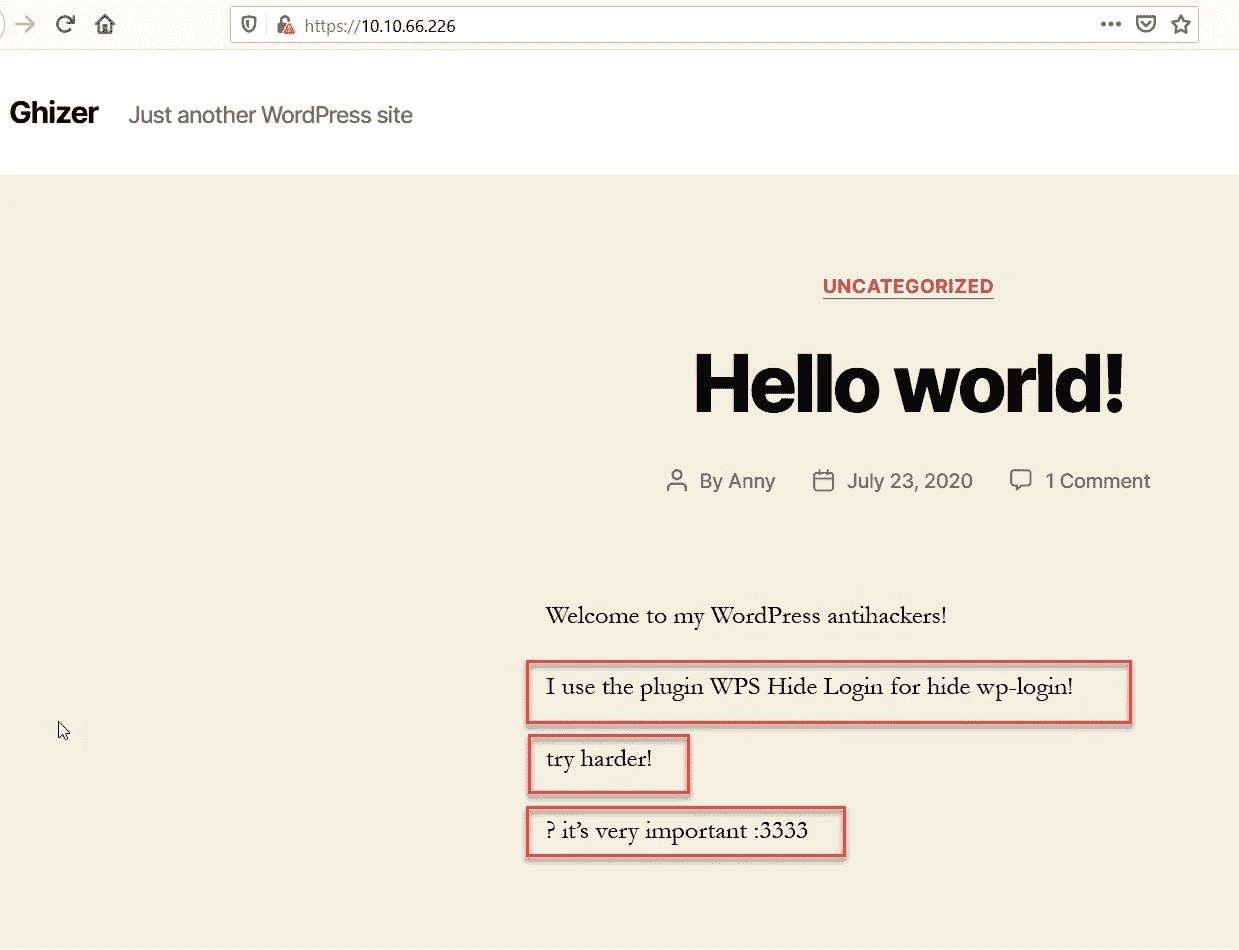 https://10.10.66.226
Ghizer Just another WordPress site
UNCATEGORIZED
Hello world!
By Anny July 23, 2020 1 Comment
Welcome to my WordPress antihackers!
I use the plugin WPS Hide Login for hide wp-login!
try harder!
? it’s very important :3333